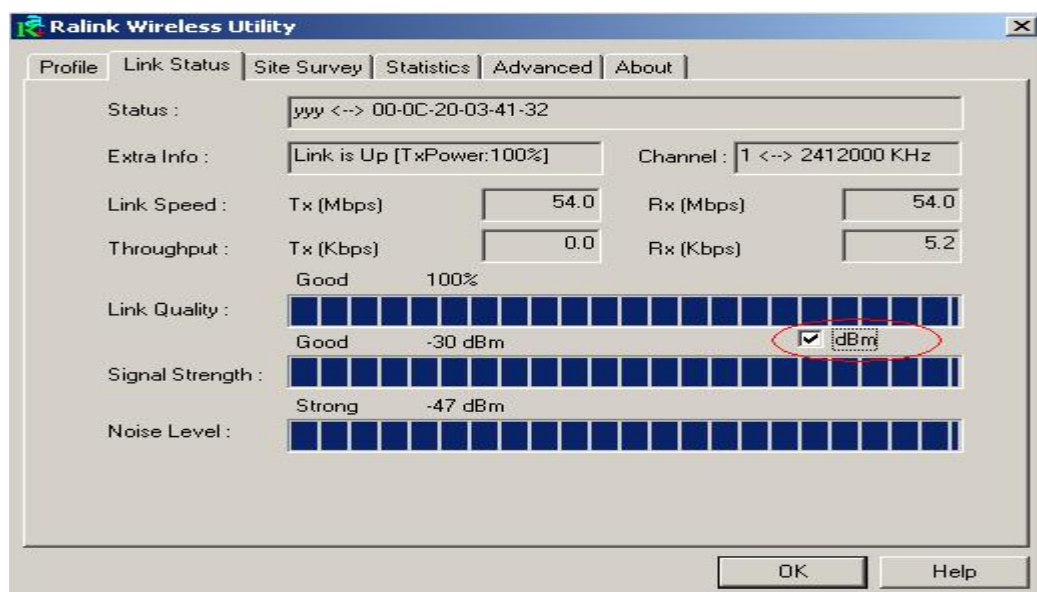 Ralink Wireless Utility
Profile Link Status Site Survey Statistics Advanced About
Status : yyy <--> 00-0C-20-03-41-32
Extra Info : Link is Up [TxPower:100%] Channel : 1 <--> 2412000 KHz
Link Speed : Tx (Mbps) 54.0 Rx (Mbps) 54.0
Throughput : Tx (Kbps) 0.0 Rx (Kbps) 5.2
Good 100%
Link Quality :
Good -30 dBm dBm
Signal Strength :
Strong -47 dBm
Noise Level :
OK Help